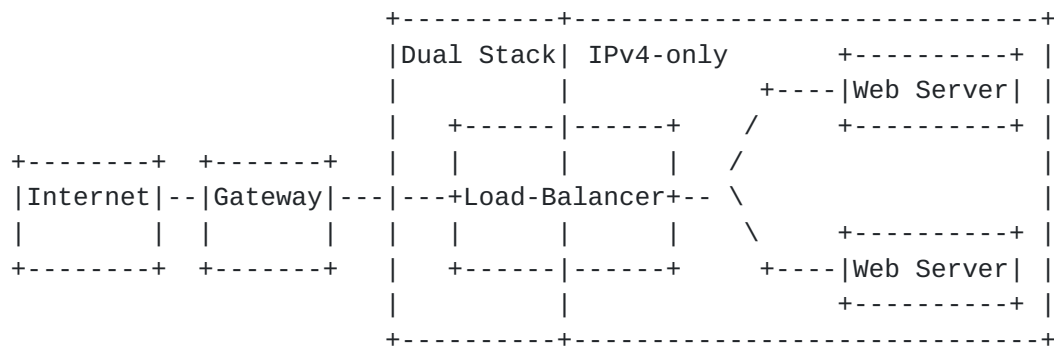 Dual Stack IPv4-only
Web Server
Internet Gateway Load-Balancer
Web Server